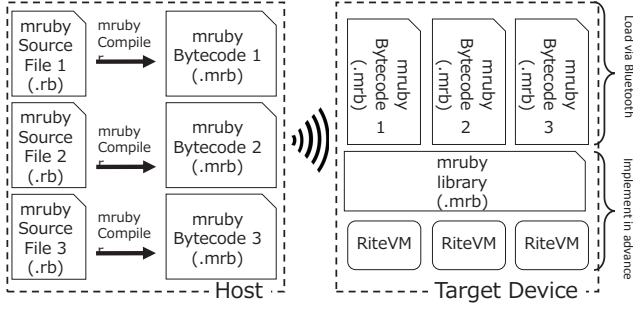 mruby
Source
File 1
(.rb)
mruby
Compile
r
mruby
Bytecode 1
(.mrb)
mruby
Source
File 2
(.rb)
mruby
Compile
r
mruby
Bytecode 2
(.mrb)
mruby
Source
File 3
(.rb)
mruby
Compile
r
mruby
Bytecode 3
(.mrb)
Host
mruby
Bytecode
(.mrb)
1
mruby
Bytecode
(.mrb)
2
mruby
Bytecode
(.mrb)
3
mruby
library
(.mrb)
RiteVM
RiteVM
RiteVM
Target Device
Load via Bluetooth
Implement in advance